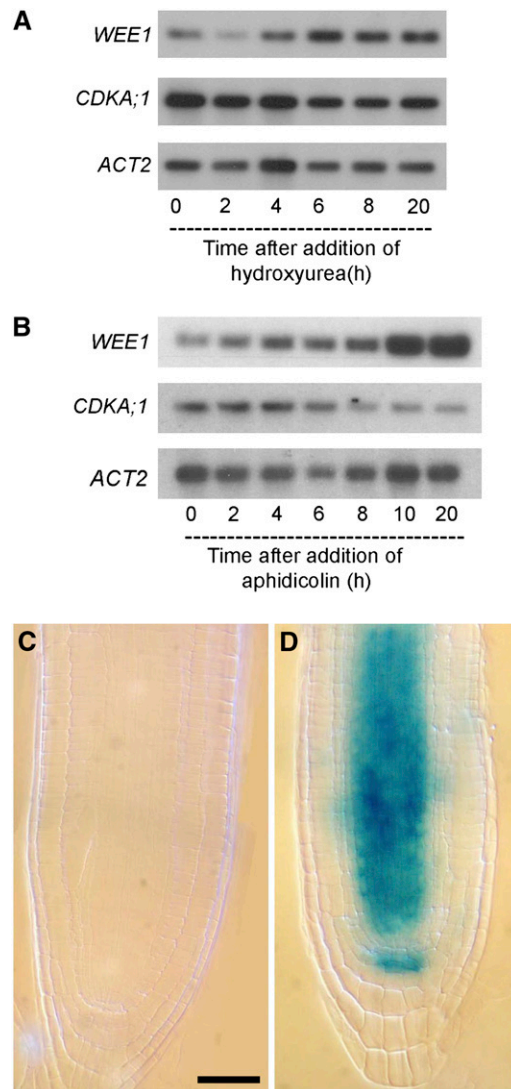 A
WEE1
CDKA;1
ACT2
0 2 4 6 8 20
Time after addition of
hydroxyurea(h)
B
WEE1
CDKA;1
ACT2
0 2 4 6 8 10 20
Time after addition of
aphidicolin (h)
C
D